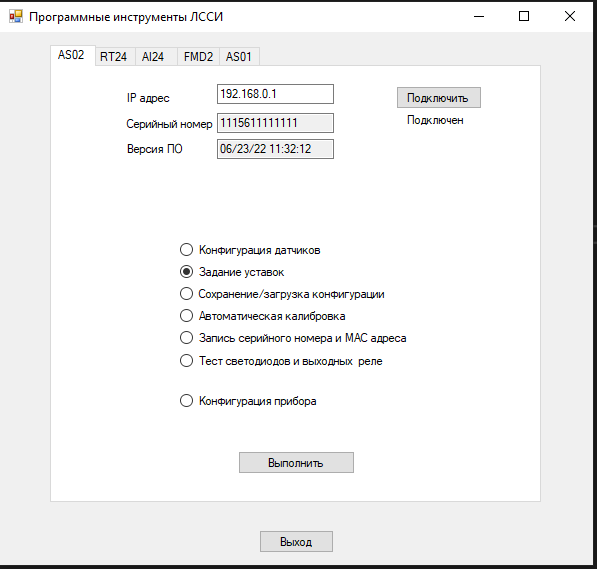 Программные инструменты ЛССИ
AS02 RT24 AI24 FMD2 AS01
IP адрес 192.168.0.1 Подключить
Серийный номер 1115611111111 Подключен
Версия ПО 06/23/22 11:32:12
Конфигурация датчиков
Задание уставок
Сохранение/загрузка конфигурации
Автоматическая калибровка
Запись серийного номера и MAC адреса
Тест светодиодов и выходных реле
Конфигурация прибора
Выполнить
Выход